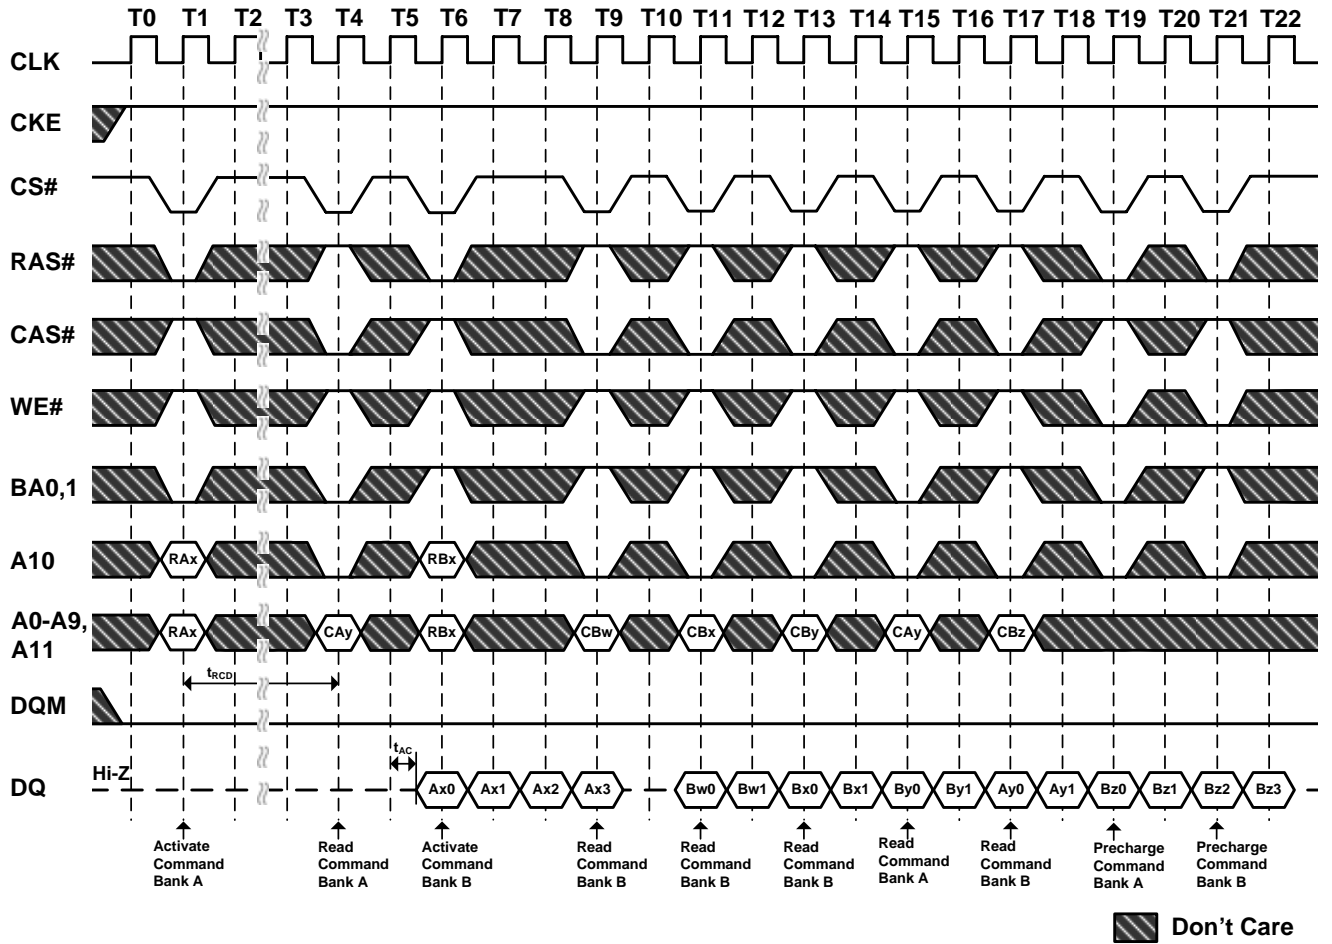 T0 T1 T2 T3 T4 T5 T6 T7 T8 T9 T10 T11 T12 T13 T14 T15 T16 T17 T18 T19 T20 T21 T22
CLK
CKE
CS#
RAS#
CAS#
WE#
BA0,1
A10
RAx RBx
A0-A9,
A11
RAx CAy RBx CBw CBx CBy CAy CBz
tRCD
DQM
tAC
Hi-Z
DQ
Ax0 Ax1 Ax2 Ax3 Bw0 Bw1 Bx0 Bx1 By0 By1 Ay0 Ay1 Bz0 Bz1 Bz2 Bz3
Activate
Command
Bank A
Read
Command
Bank A
Activate
Command
Bank B
Read
Command
Bank B
Read
Command
Bank B
Read
Command
Bank B
Read
Command
Bank A
Read
Command
Bank B
Precharge
Command
Bank A
Precharge
Command
Bank B
Don't Care